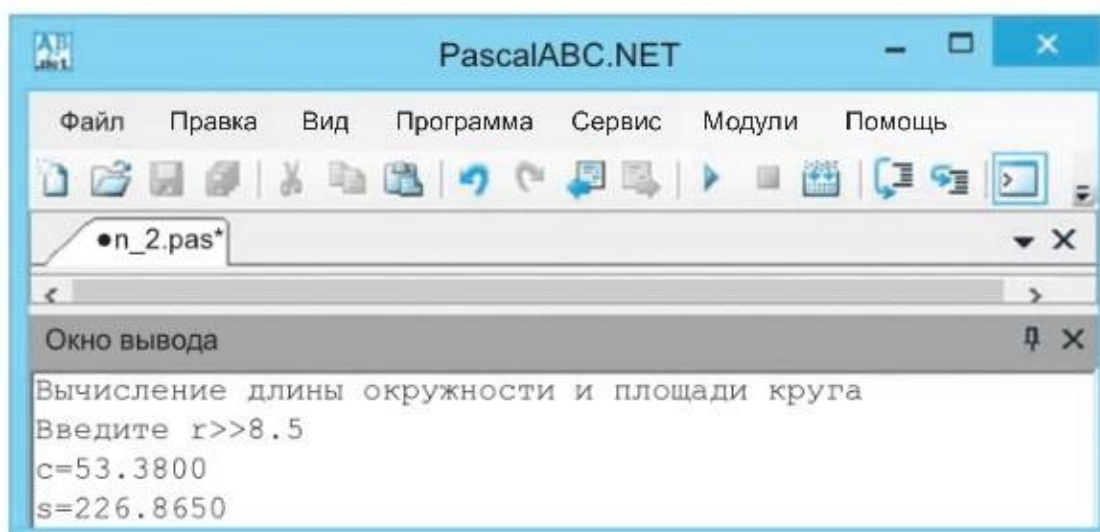 PascalABC.NET
Файл Правка Вид Программа Сервис Модули Помощь
•n_2.pas*
Окно вывода
Вычисление длины окружности и площади круга
Введите r>>8.5
c=53.3800
s=226.8650